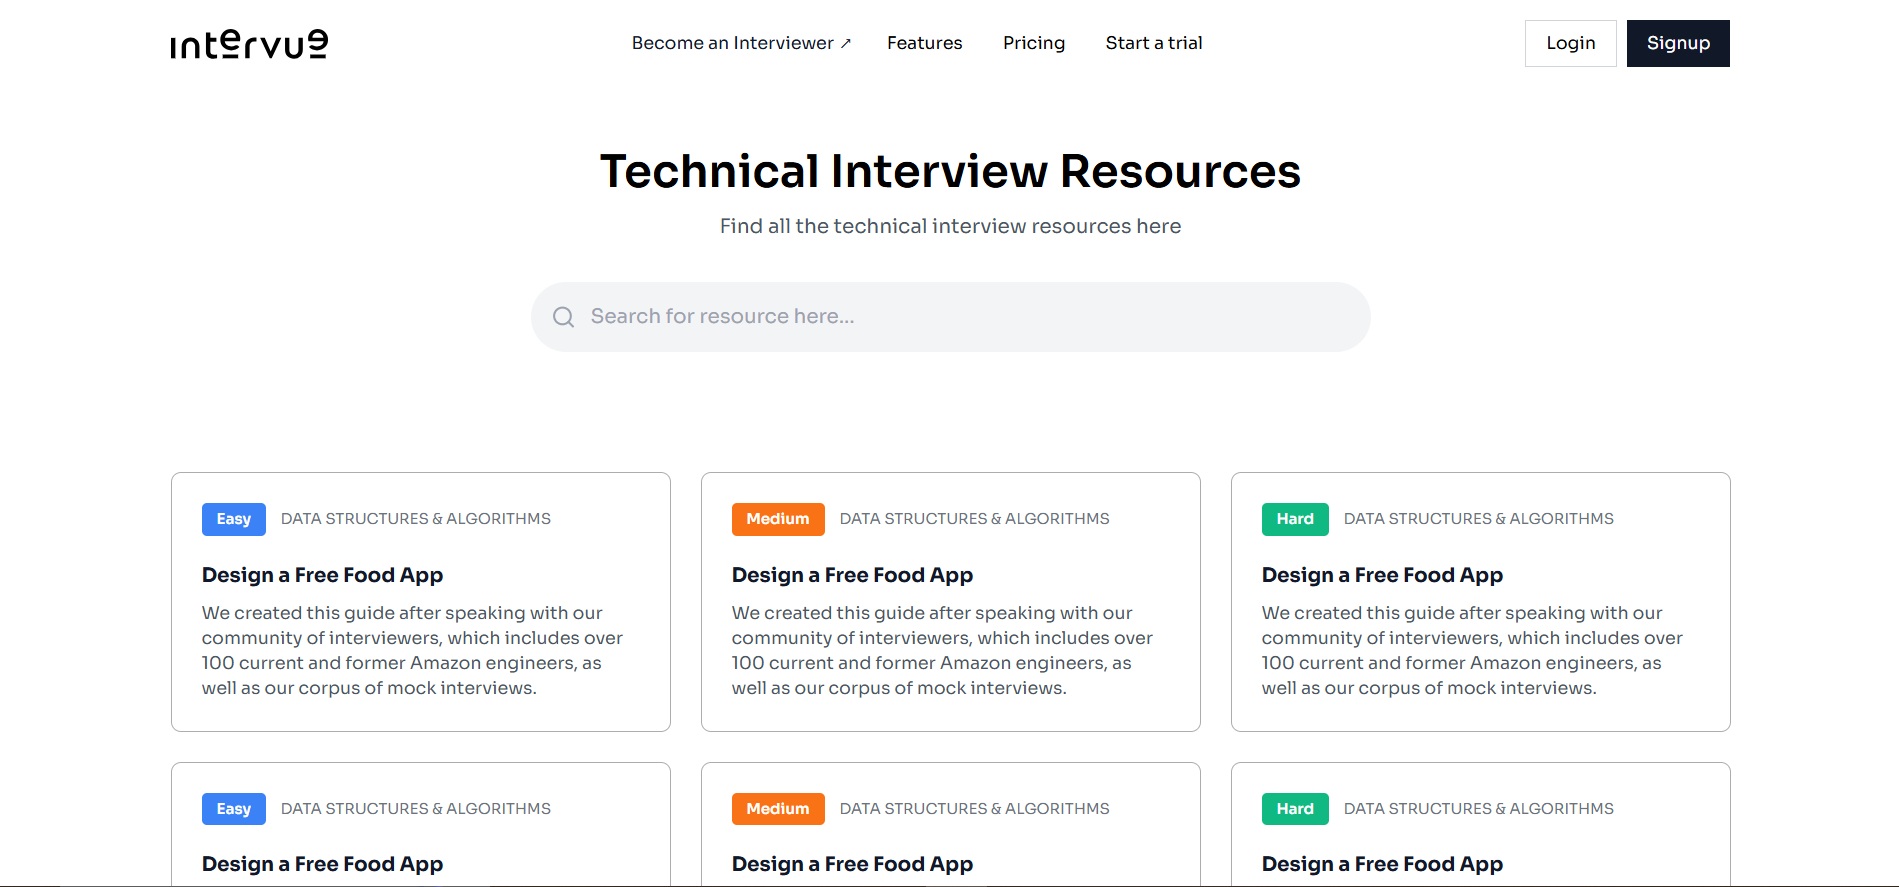 intervue
Become an Interviewer ↗ Features Pricing Start a trial
Login Signup
Technical Interview Resources
Find all the technical interview resources here
Search for resource here...
Easy DATA STRUCTURES & ALGORITHMS
Design a Free Food App
We created this guide after speaking with our
community of interviewers, which includes over
100 current and former Amazon engineers, as
well as our corpus of mock interviews.
Medium DATA STRUCTURES & ALGORITHMS
Design a Free Food App
We created this guide after speaking with our
community of interviewers, which includes over
100 current and former Amazon engineers, as
well as our corpus of mock interviews.
Hard DATA STRUCTURES & ALGORITHMS
Design a Free Food App
We created this guide after speaking with our
community of interviewers, which includes over
100 current and former Amazon engineers, as
well as our corpus of mock interviews.
Easy DATA STRUCTURES & ALGORITHMS
Design a Free Food App
Medium DATA STRUCTURES & ALGORITHMS
Design a Free Food App
Hard DATA STRUCTURES & ALGORITHMS
Design a Free Food App